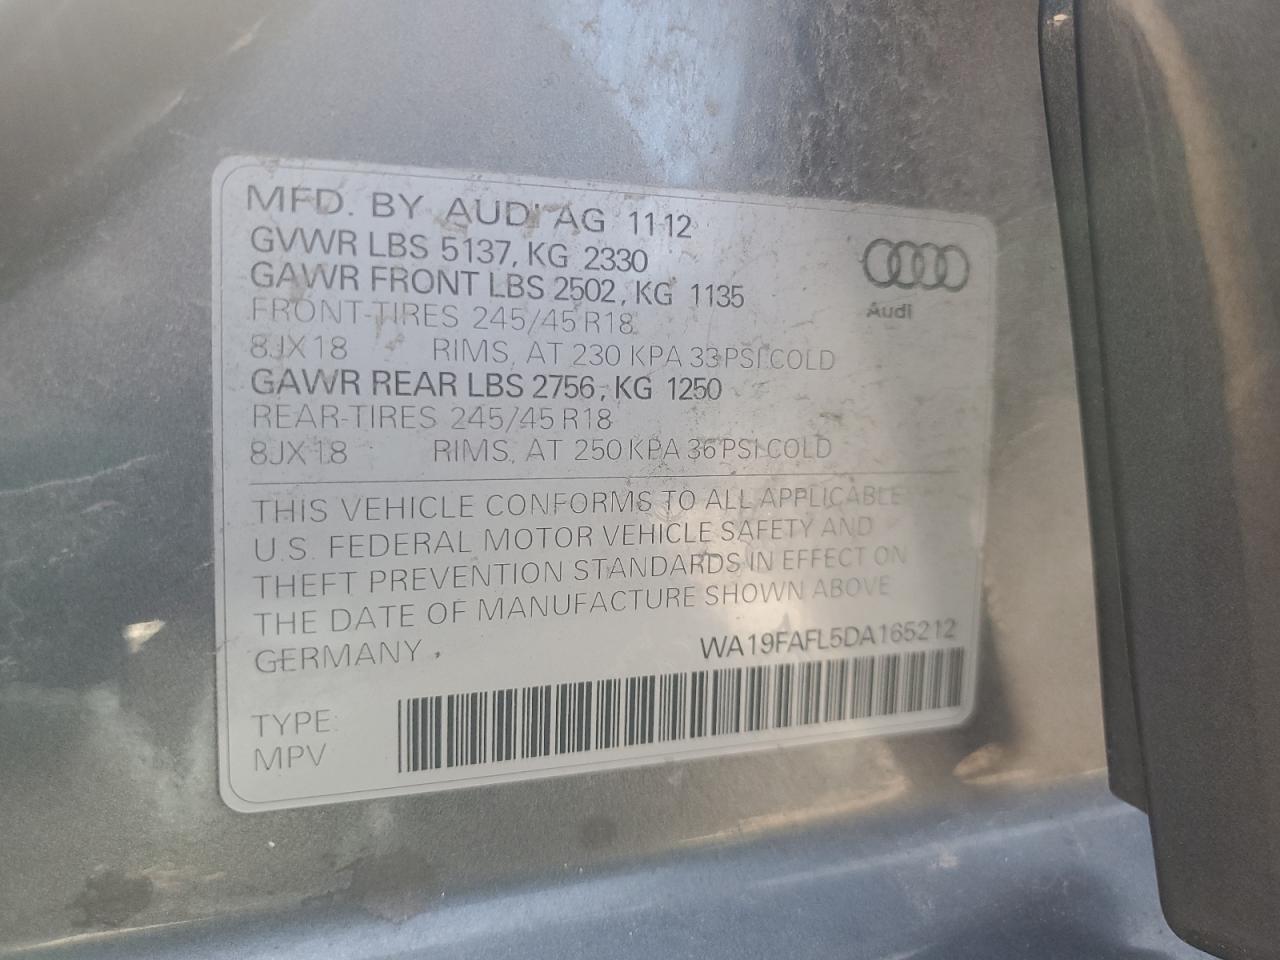 MFD. BY AUDI AG 11-12
GVWR LBS 5137, KG 2330
GAWR FRONT LBS 2502, KG 1135
FRONT-TIRES 245/45 R18
8JX18 RIMS, AT 230 KPA 33 PSI COLD
GAWR REAR LBS 2756, KG 1250
REAR-TIRES 245/45 R18
8JX18 RIMS, AT 250 KPA 36 PSI COLD
Audi
THIS VEHICLE CONFORMS TO ALL APPLICABLE
U.S. FEDERAL MOTOR VEHICLE SAFETY AND
THEFT PREVENTION STANDARDS IN EFFECT ON
THE DATE OF MANUFACTURE SHOWN ABOVE
GERMANY. WA19FAFL5DA165212
TYPE:
MPV